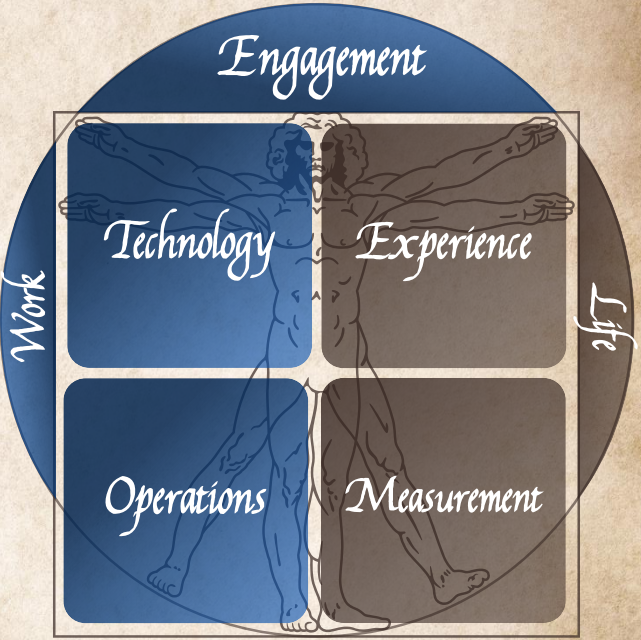 Engagement
Technology
Experience
Work
Life
Operations
Measurement